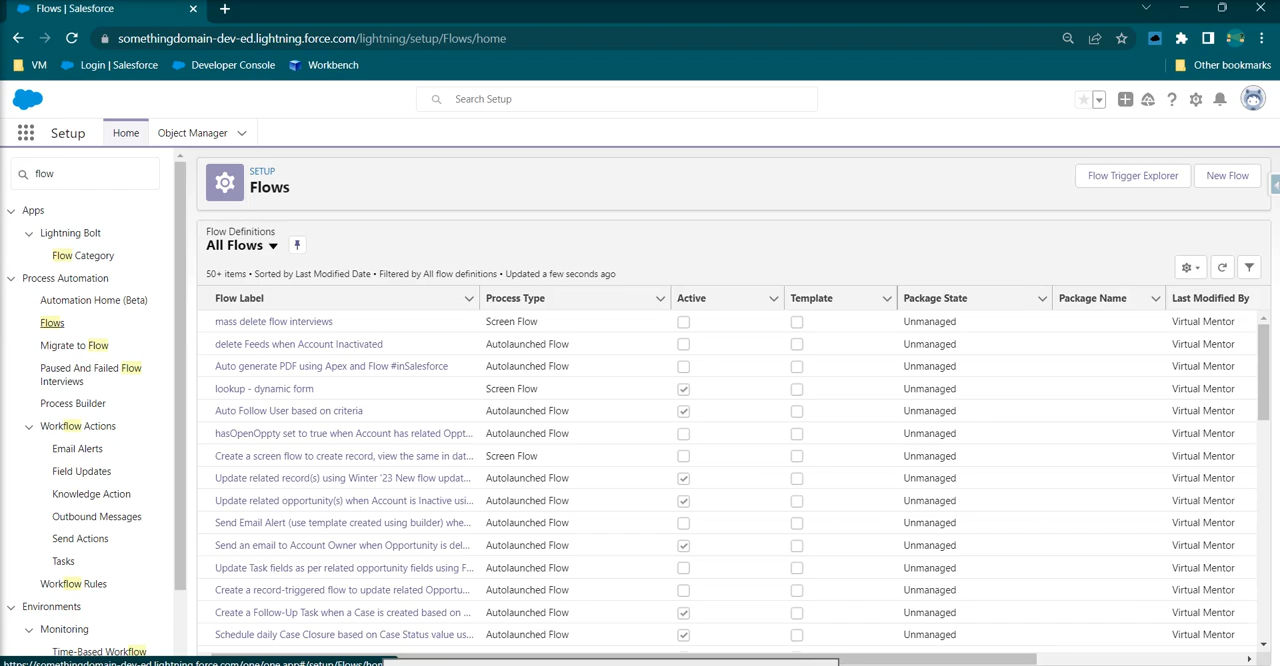 Flows | Salesforce
somethingdomain-dev-ed.lightning.force.com/lightning/setup/Flows/home
VM Login | Salesforce Developer Console Workbench Other bookmarks
Search Setup
Setup Home Object Manager
flow
Apps
Lightning Bolt
Flow Category
Process Automation
Automation Home (Beta)
Flows
Migrate to Flow
Paused And Failed Flow
Interviews
Process Builder
Workflow Actions
Email Alerts
Field Updates
Knowledge Action
Outbound Messages
Send Actions
Tasks
Workflow Rules
Environments
Monitoring
Time-Based Workflow
SETUP
Flows
Flow Trigger Explorer New Flow
Flow Definitions
All Flows
50+ items • Sorted by Last Modified Date • Filtered by All flow definitions • Updated a few seconds ago
Flow Label Process Type Active Template Package State Package Name Last Modified By
mass delete flow interviews Screen Flow Unmanaged Virtual Mentor
delete Feeds when Account Inactivated Autolaunched Flow Unmanaged Virtual Mentor
Auto generate PDF using Apex and Flow #inSalesforce Autolaunched Flow Unmanaged Virtual Mentor
lookup - dynamic form Screen Flow Unmanaged Virtual Mentor
Auto Follow User based on criteria Autolaunched Flow Unmanaged Virtual Mentor
hasOpenOppty set to true when Account has related Oppt... Autolaunched Flow Unmanaged Virtual Mentor
Create a screen flow to create record, view the same in dat... Screen Flow Unmanaged Virtual Mentor
Update related record(s) using Winter '23 New flow updat... Autolaunched Flow Unmanaged Virtual Mentor
Update related opportunity(s) when Account is Inactive usi... Autolaunched Flow Unmanaged Virtual Mentor
Send Email Alert (use template created using builder) whe... Autolaunched Flow Unmanaged Virtual Mentor
Send an email to Account Owner when Opportunity is del... Autolaunched Flow Unmanaged Virtual Mentor
Update Task fields as per related opportunity fields using F... Autolaunched Flow Unmanaged Virtual Mentor
Create a record-triggered flow to update related Opportu... Autolaunched Flow Unmanaged Virtual Mentor
Create a Follow-Up Task when a Case is created based on ... Autolaunched Flow Unmanaged Virtual Mentor
Schedule daily Case Closure based on Case Status value us... Autolaunched Flow Unmanaged Virtual Mentor
https://somethingdomain-dev-ed.lightning.force.com/one/one.app#/setup/Flows/hom